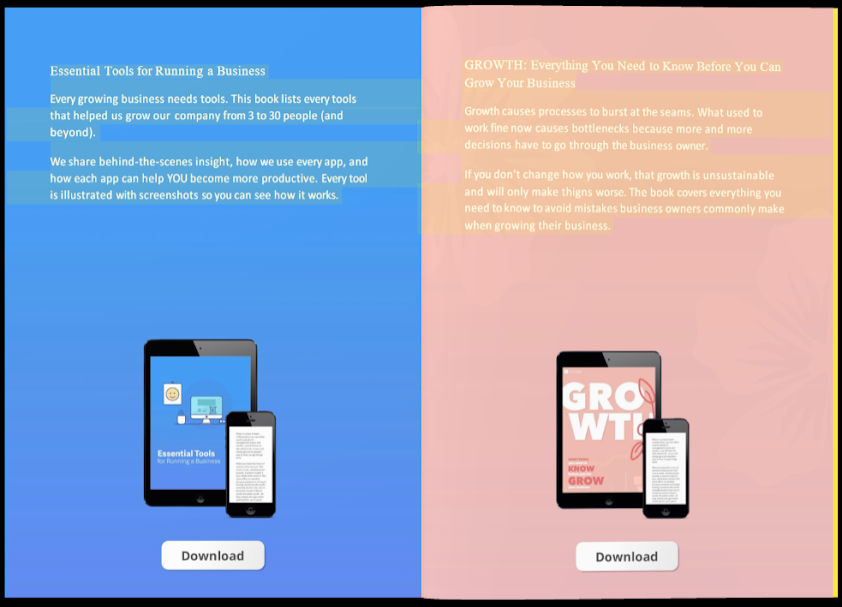 Essential Tools for Running a Business
Every growing business needs tools. This book lists every tools
that helped us grow our company from 3 to 30 people (and
beyond).
We share behind-the-scenes insight, how we use every app, and
how each app can help YOU become more productive. Every tool
is illustrated with screenshots so you can see how it works.
Essential Tools
for Running a Business
Download
GROWTH: Everything You Need to Know Before You Can
Grow Your Business
Growth causes processes to burst at the seams. What used to
work fine now causes bottlenecks because more and more
decisions have to go through the business owner.
If you don't change how you work, that growth is unsustainable
and will only make thigns worse. The book covers everything you
need to know to avoid mistakes business owners commonly make
when growing their business.
GRO
WTH
KNOW
GROW
Download